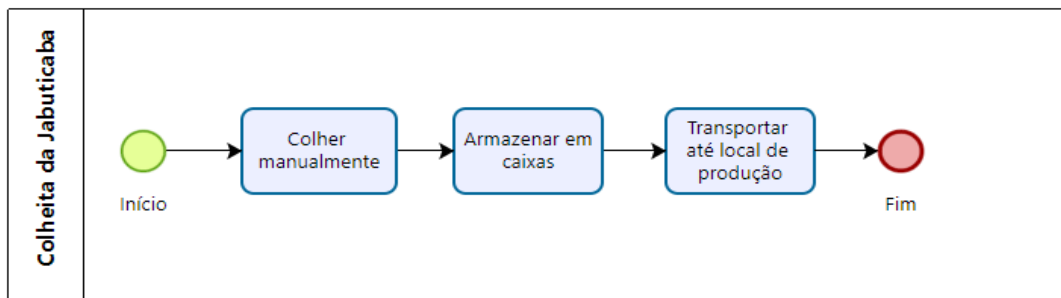 Colheita da Jabuticaba
Início
Colher
manualmente
Armazenar em
caixas
Transportar
até local de
produção
Fim